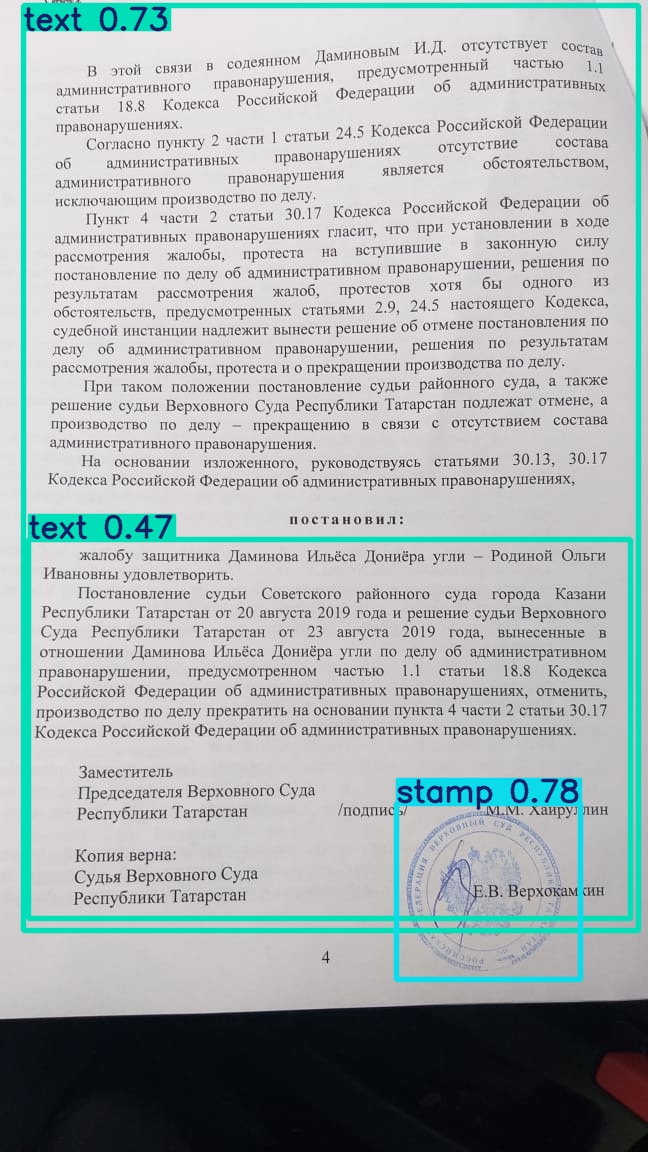 text 0.73
В этой связи в содеянном Даминовым И.Д. отсутствует состав
административного правонарушения, предусмотренный частью 1.1
статьи 18.8 Кодекса Российской Федерации об административных
правонарушениях.
Согласно пункту 2 части 1 статьи 24.5 Кодекса Российской Федерации
об административных правонарушениях отсутствие состава
административного правонарушения является обстоятельством,
исключающим производство по делу.
Пункт 4 части 2 статьи 30.17 Кодекса Российской Федерации об
административных правонарушениях гласит, что при установлении в ходе
рассмотрения жалобы, протеста на вступившие в законную силу
постановление по делу об административном правонарушении, решения по
результатам рассмотрения жалоб, протестов хотя бы одного из
обстоятельств, предусмотренных статьями 2.9, 24.5 настоящего Кодекса,
судебной инстанции надлежит вынести решение об отмене постановления по
делу об административном правонарушении, решения по результатам
рассмотрения жалобы, протеста и о прекращении производства по делу.
При таком положении постановление судьи районного суда, а также
решение судьи Верховного Суда Республики Татарстан подлежат отмене, а
производство по делу – прекращению в связи с отсутствием состава
административного правонарушения.
На основании изложенного, руководствуясь статьями 30.13, 30.17
Кодекса Российской Федерации об административных правонарушениях,
постановил:
text 0.47
жалобу защитника Даминова Ильёса Дониёра угли – Родиной Ольги
Ивановны удовлетворить.
Постановление судьи Советского районного суда города Казани
Республики Татарстан от 20 августа 2019 года и решение судьи Верховного
Суда Республики Татарстан от 23 августа 2019 года, вынесенные в
отношении Даминова Ильёса Дониёра угли по делу об административном
правонарушении, предусмотренном частью 1.1 статьи 18.8 Кодекса
Российской Федерации об административных правонарушениях, отменить,
производство по делу прекратить на основании пункта 4 части 2 статьи 30.17
Кодекса Российской Федерации об административных правонарушениях.
Заместитель
Председателя Верховного Суда
Республики Татарстан /подпись/ М.М. Хайруллин
stamp 0.78
Копия верна:
Судья Верховного Суда
Республики Татарстан Е.В. Верхокамкин
РОССИЙСКАЯ ФЕДЕРАЦИЯ ВЕРХОВНЫЙ СУД РЕСПУБЛИКИ ТАТАРСТАН
4